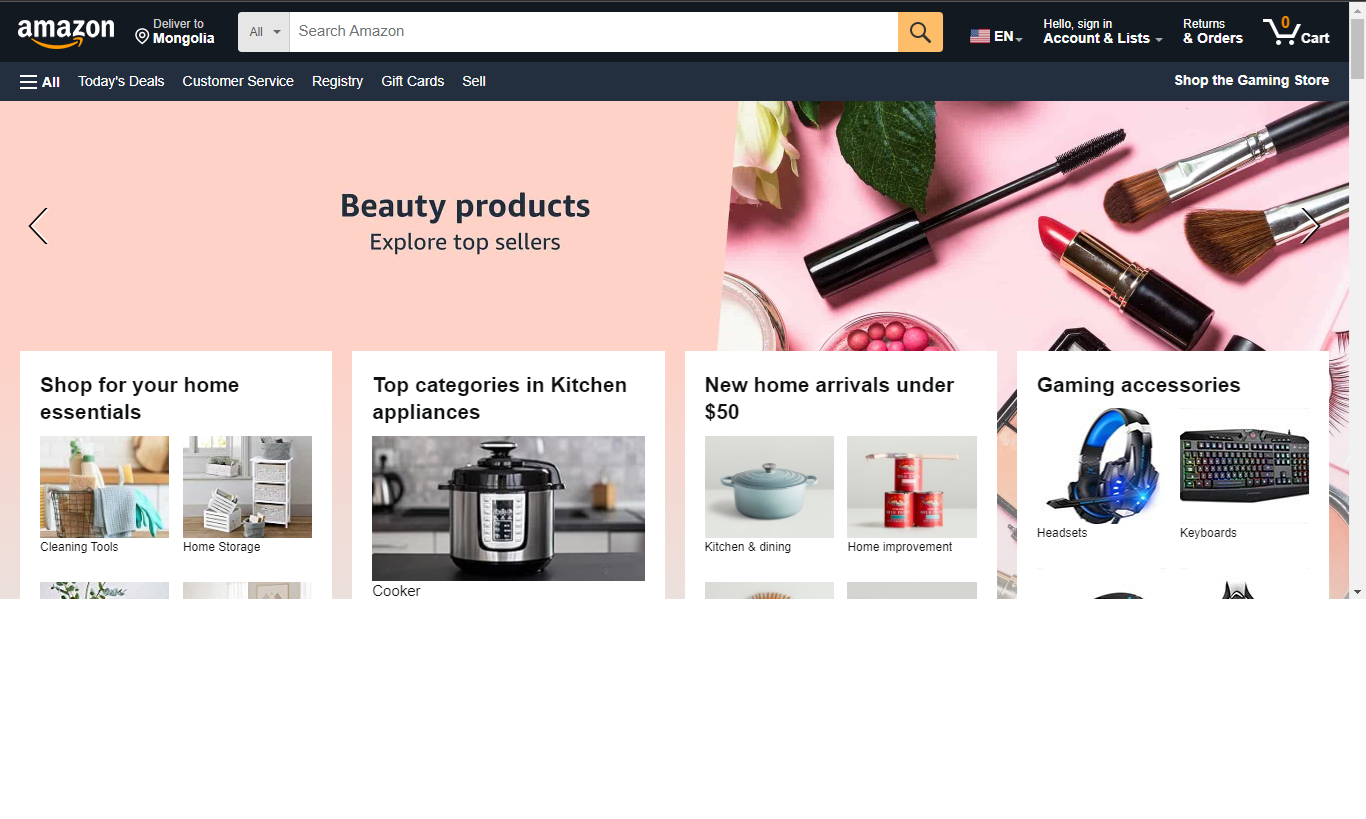 amazon
Deliver to
Mongolia
All
Search Amazon
EN
Hello, sign in
Account & Lists
Returns
& Orders
0
Cart
All
Today's Deals
Customer Service
Registry
Gift Cards
Sell
Shop the Gaming Store
Beauty products
Explore top sellers
Shop for your home
essentials
Cleaning Tools
Home Storage
Top categories in Kitchen
appliances
Cooker
New home arrivals under
$50
Kitchen & dining
Home improvement
Gaming accessories
Headsets
Keyboards